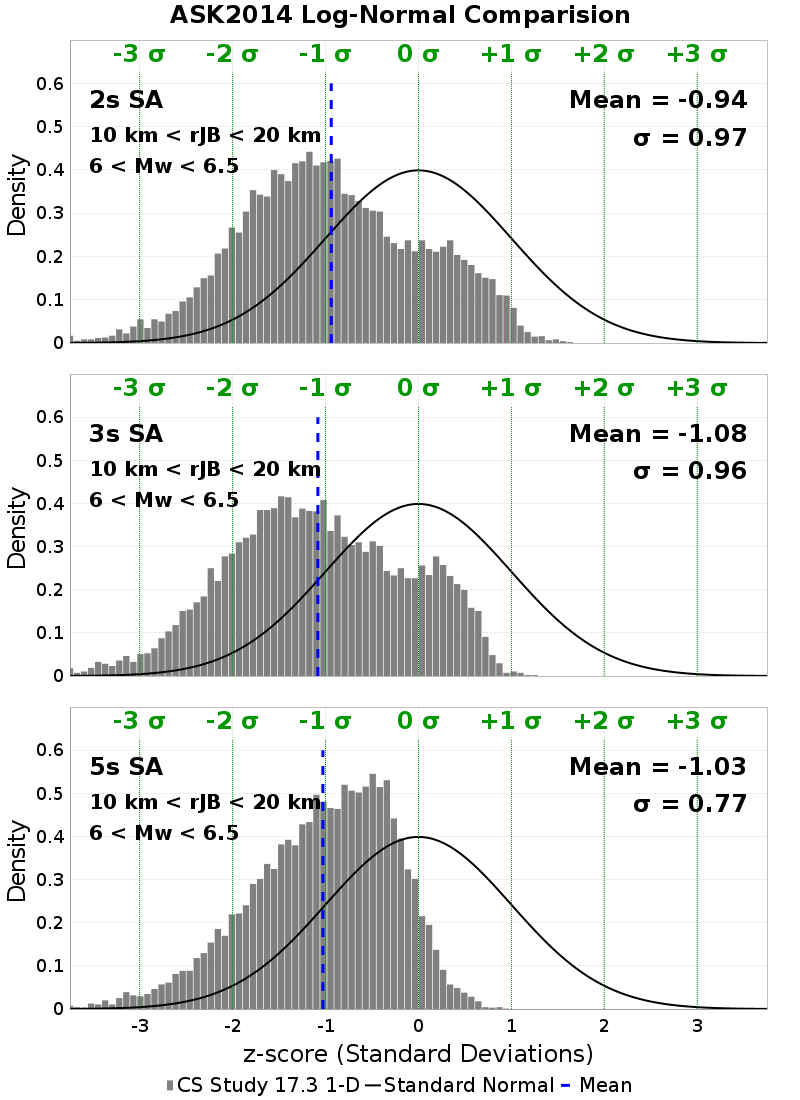 ASK2014 Log-Normal Comparision
-3 σ -2 σ -1 σ 0 σ +1 σ +2 σ +3 σ
0.6
2s SA
Mean = -0.94
0.5
10 km < rJB < 20 km
σ = 0.97
0.4
6 < Mw < 6.5
0.3
0.2
0.1
0
Density
-3 σ -2 σ -1 σ 0 σ +1 σ +2 σ +3 σ
0.6
3s SA
Mean = -1.08
0.5
10 km < rJB < 20 km
σ = 0.96
0.4
6 < Mw < 6.5
0.3
0.2
0.1
0
Density
-3 σ -2 σ -1 σ 0 σ +1 σ +2 σ +3 σ
0.6
5s SA
Mean = -1.03
0.5
10 km < rJB < 20 km
σ = 0.77
0.4
6 < Mw < 6.5
0.3
0.2
0.1
0
Density
-3 -2 -1 0 1 2 3
z-score (Standard Deviations)
CS Study 17.3 1-D Standard Normal Mean